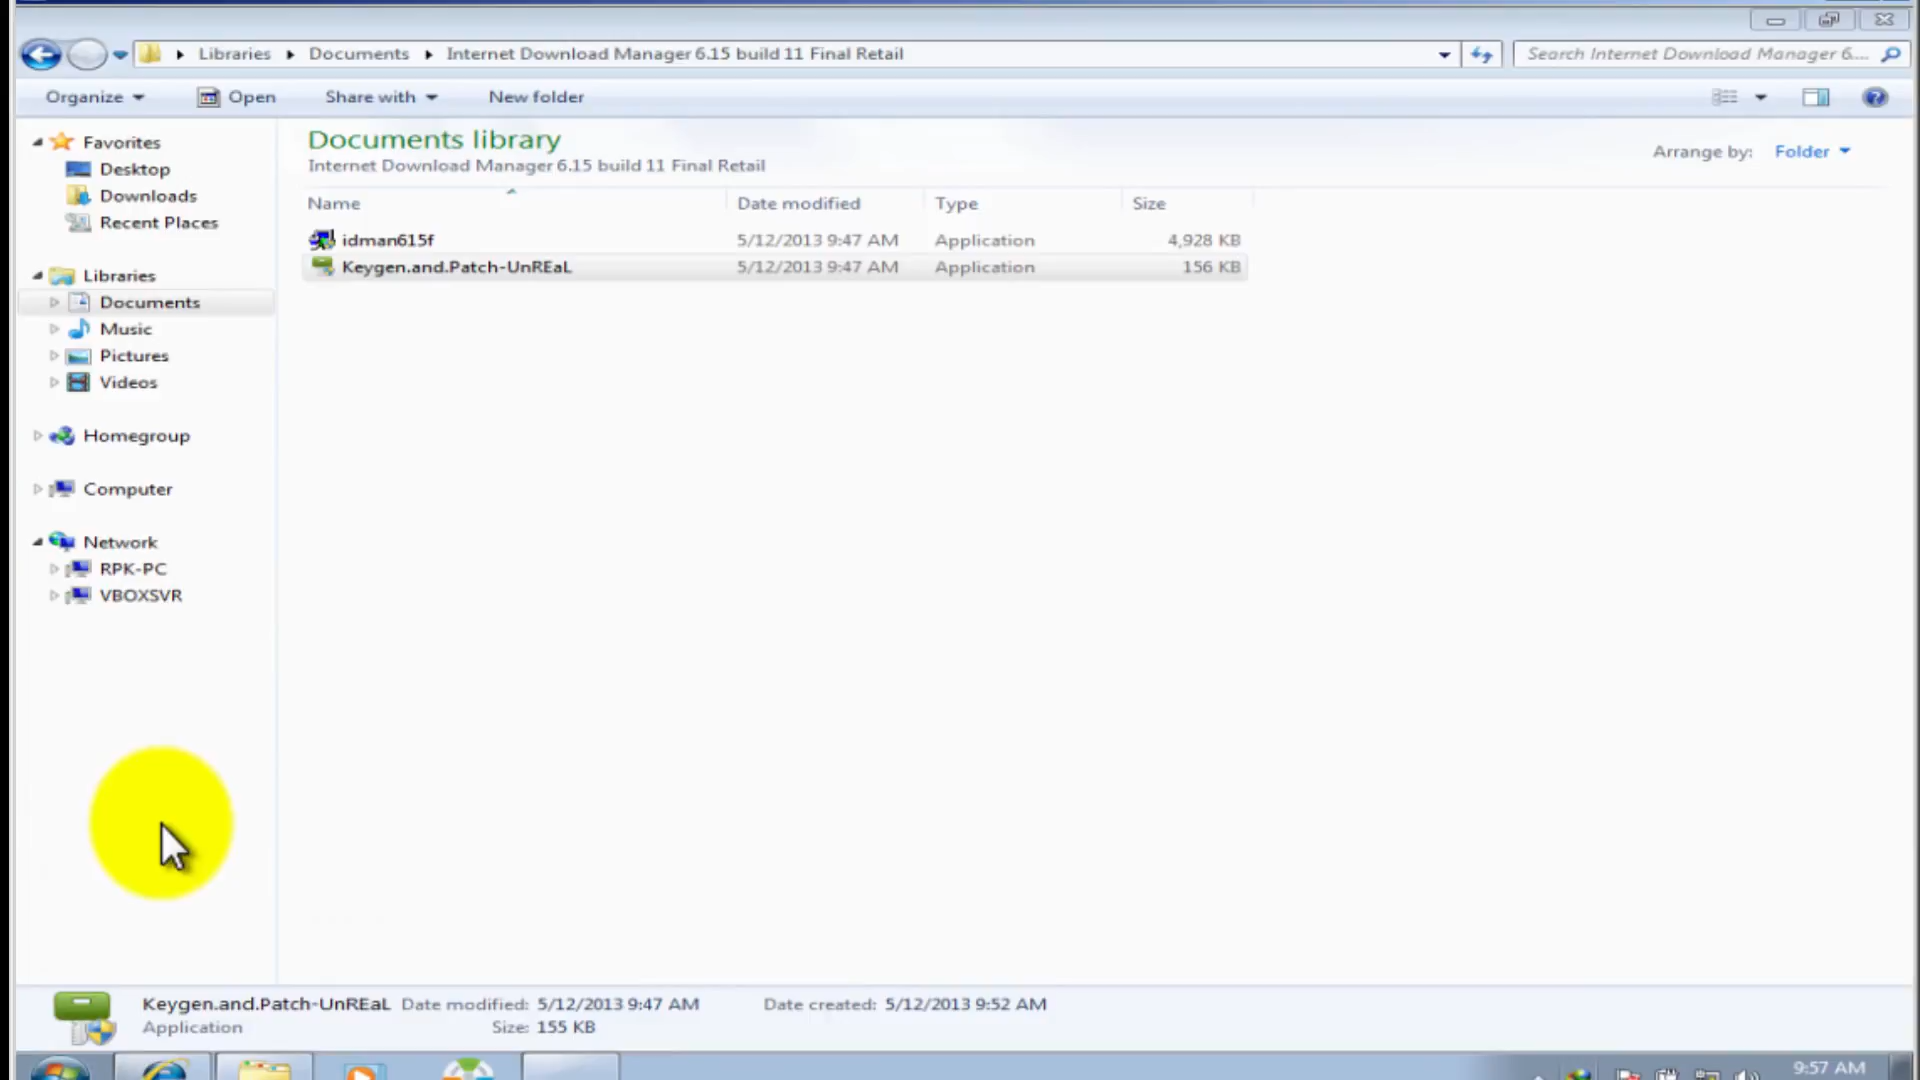 Libraries Documents Internet Download Manager 6.15 build 11 Final Retail
Search Internet Download Manager 6....
Organize Open Share with New folder
Favorites
Desktop
Downloads
Recent Places
Libraries
Documents
Music
Pictures
Videos
Homegroup
Computer
Network
RPK-PC
VBOXSVR
Documents library
Internet Download Manager 6.15 build 11 Final Retail
Arrange by: Folder
Name Date modified Type Size
idman615f 5/12/2013 9:47 AM Application 4,928 KB
Keygen.and.Patch-UnREaL 5/12/2013 9:47 AM Application 156 KB
Keygen.and.Patch-UnREaL Date modified: 5/12/2013 9:47 AM Date created: 5/12/2013 9:52 AM
Application Size: 155 KB
9:57 AM